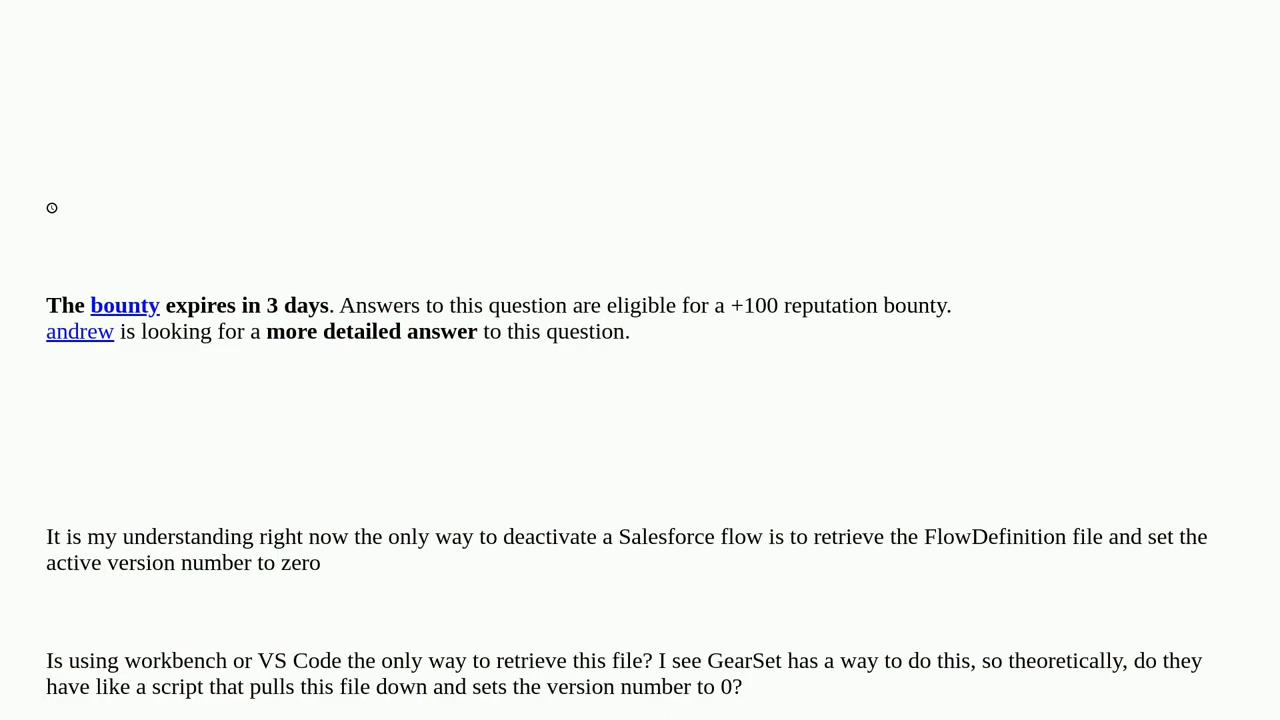 The bounty expires in 3 days. Answers to this question are eligible for a +100 reputation bounty.
andrew is looking for a more detailed answer to this question.
It is my understanding right now the only way to deactivate a Salesforce flow is to retrieve the FlowDefinition file and set the
active version number to zero
Is using workbench or VS Code the only way to retrieve this file? I see GearSet has a way to do this, so theoretically, do they
have like a script that pulls this file down and sets the version number to 0?